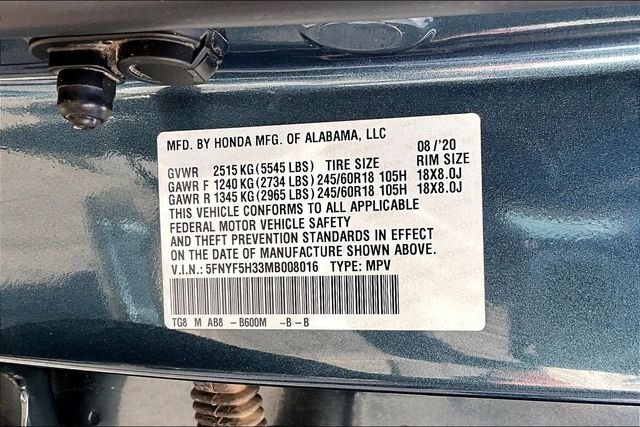 MFD. BY HONDA MFG. OF ALABAMA, LLC 08/'20
GVWR 2515 KG (5545 LBS) TIRE SIZE RIM SIZE
GAWR F 1240 KG (2734 LBS) 245/60R18 105H 18X8.0J
GAWR R 1345 KG (2965 LBS) 245/60R18 105H 18X8.0J
THIS VEHICLE CONFORMS TO ALL APPLICABLE
FEDERAL MOTOR VEHICLE SAFETY
AND THEFT PREVENTION STANDARDS IN EFFECT
ON THE DATE OF MANUFACTURE SHOWN ABOVE.
V.I.N.: 5FNYF5H33MB008016 TYPE: MPV
TG8 M AB8 -B600M -B-B